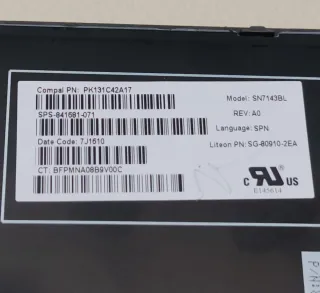 Compal PN: PK131C42A17
SPS-841681-071
Date Code: 7J1610
CT: BFPMNA08B9V00C
Model: SN7143BL
REV: A0
Language: SPN
Liteon PN: SG-80910-2EA
c RU US
E145614